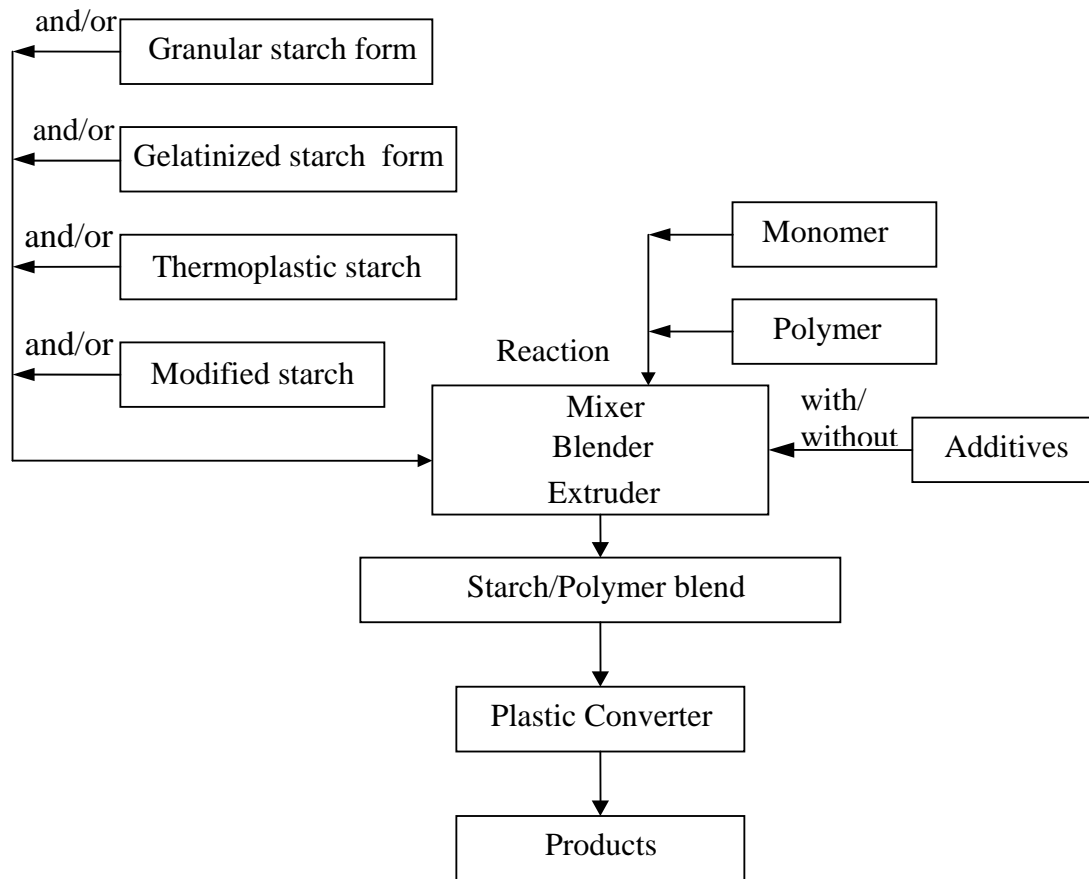 and/or
Granular starch form
and/or
Gelatinized starch form
and/or
Thermoplastic starch
and/or
Modified starch
Monomer
Polymer
Reaction
Mixer
Blender
Extruder
with/
without
Additives
Starch/Polymer blend
Plastic Converter
Products